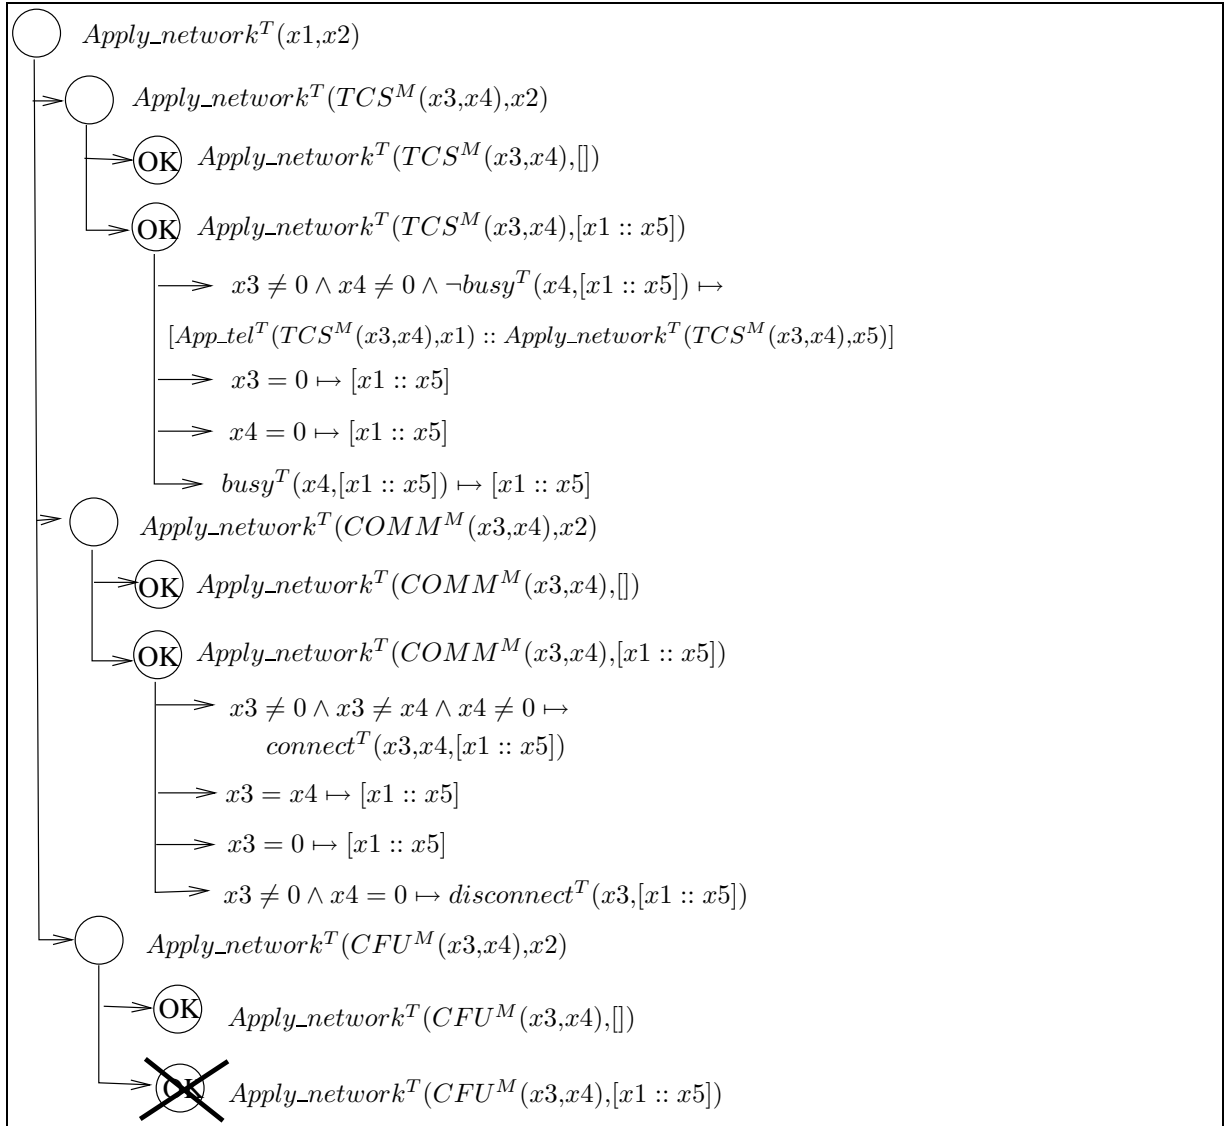 Apply_network^T(x1,x2)
Apply_network^T(TCS^M(x3,x4),x2)
OK Apply_network^T(TCS^M(x3,x4),[])
OK Apply_network^T(TCS^M(x3,x4),[x1 :: x5])
x3 ≠ 0 ∧ x4 ≠ 0 ∧ ¬busy^T(x4,[x1 :: x5]) ↦
[App_tel^T(TCS^M(x3,x4),x1) :: Apply_network^T(TCS^M(x3,x4),x5)]
x3 = 0 ↦ [x1 :: x5]
x4 = 0 ↦ [x1 :: x5]
busy^T(x4,[x1 :: x5]) ↦ [x1 :: x5]
Apply_network^T(COMM^M(x3,x4),x2)
OK Apply_network^T(COMM^M(x3,x4),[])
OK Apply_network^T(COMM^M(x3,x4),[x1 :: x5])
x3 ≠ 0 ∧ x3 ≠ x4 ∧ x4 ≠ 0 ↦
connect^T(x3,x4,[x1 :: x5])
x3 = x4 ↦ [x1 :: x5]
x3 = 0 ↦ [x1 :: x5]
x3 ≠ 0 ∧ x4 = 0 ↦ disconnect^T(x3,[x1 :: x5])
Apply_network^T(CFU^M(x3,x4),x2)
OK Apply_network^T(CFU^M(x3,x4),[])
OK Apply_network^T(CFU^M(x3,x4),[x1 :: x5])